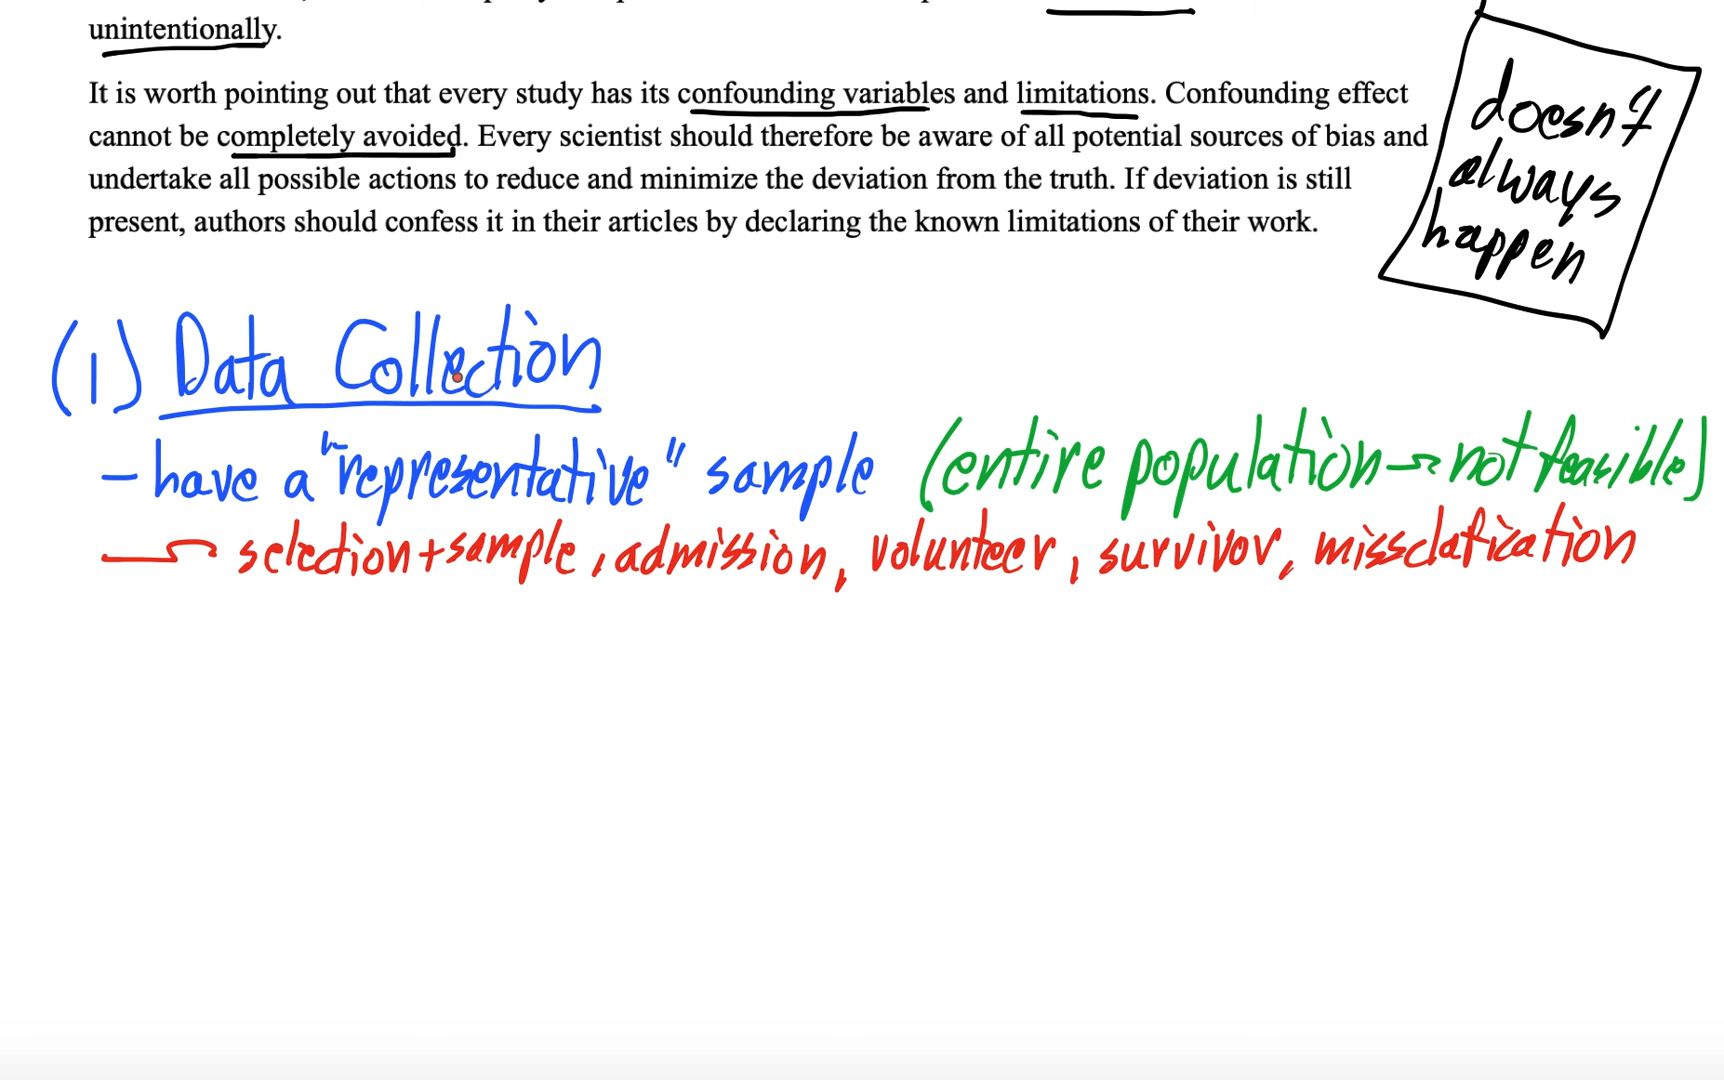 unintentionally.
It is worth pointing out that every study has its confounding variables and limitations. Confounding effect
cannot be completely avoided. Every scientist should therefore be aware of all potential sources of bias and
undertake all possible actions to reduce and minimize the deviation from the truth. If deviation is still
present, authors should confess it in their articles by declaring the known limitations of their work.
doesn't
always
happen
(1) Data Collection
- have a "representative" sample (entire population → not feasible)
→ selection + sample, admission, volunteer, survivor, missclafication